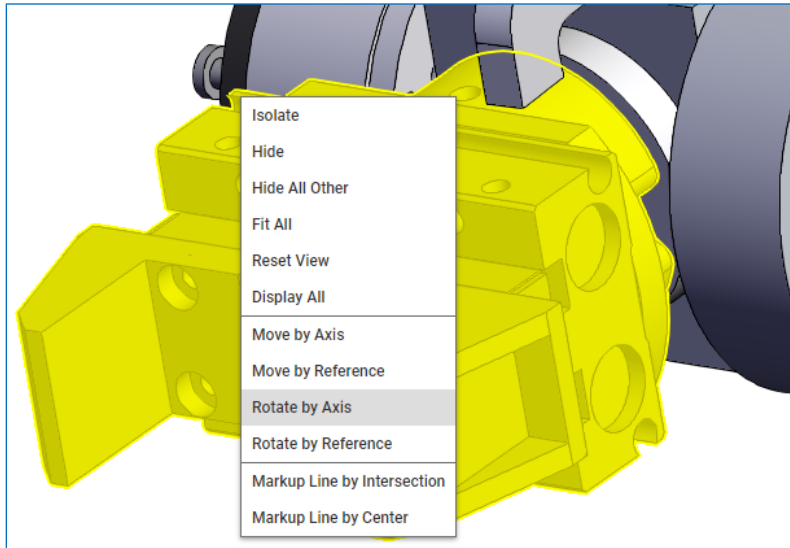 Isolate
Hide
Hide All Other
Fit All
Reset View
Display All
Move by Axis
Move by Reference
Rotate by Axis
Rotate by Reference
Markup Line by Intersection
Markup Line by Center